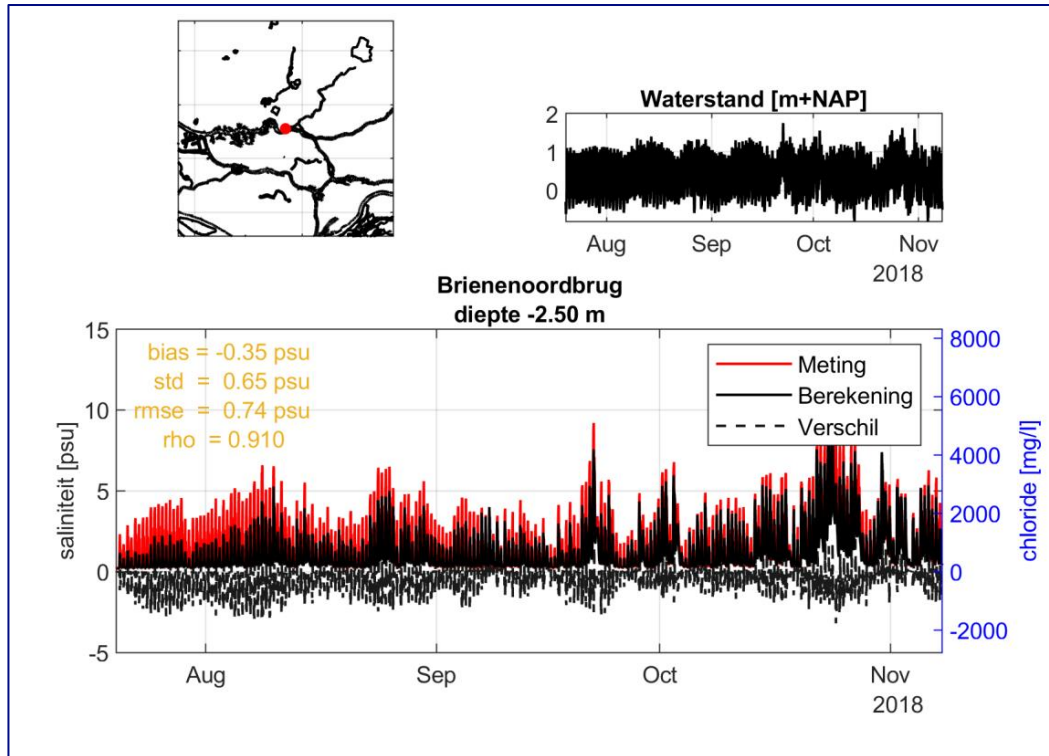 Waterstand [m+NAP]
2
1
0
Aug
Sep
Oct
Nov
2018
Brienenoordbrug
diepte -2.50 m
15
10
5
0
-5
saliniteit [psu]
bias = -0.35 psu
std = 0.65 psu
rmse = 0.74 psu
rho = 0.910
Meting
Berekening
Verschil
8000
6000
4000
2000
0
-2000
chloride [mg/l]
Aug
Sep
Oct
Nov
2018